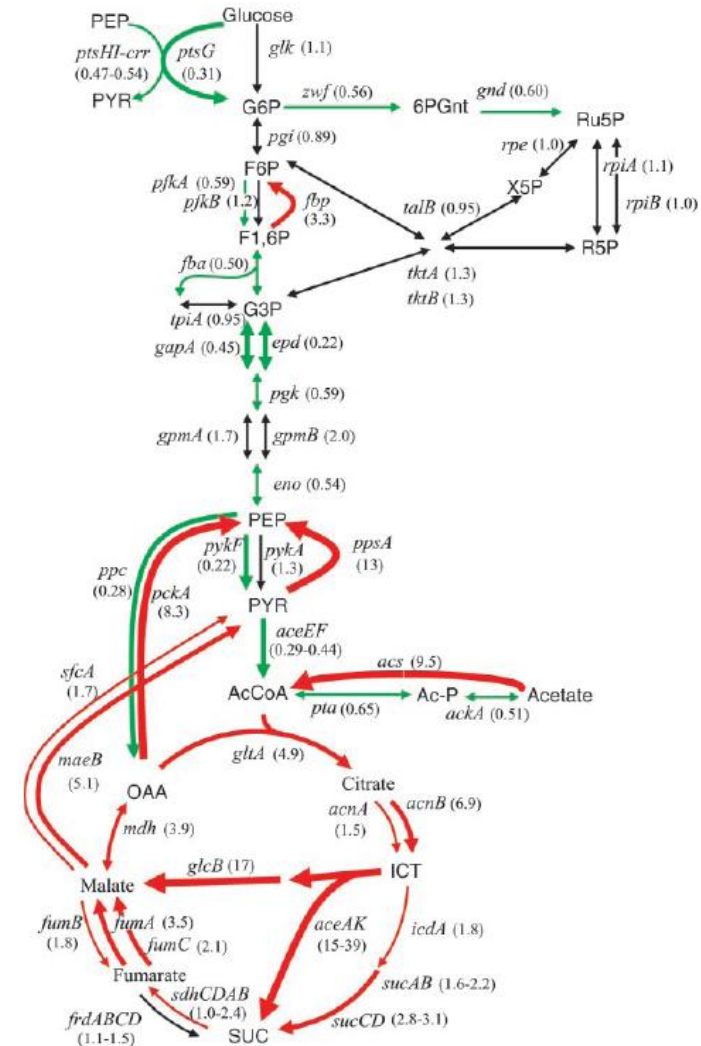 PEP
Glucose
ptsHI-crr
(0.47-0.54)
ptsG
(0.31)
glk (1.1)
PYR
G6P
zwf (0.56)
6PGnt
gnd (0.60)
Ru5P
pgi (0.89)
rpe (1.0)
rpiA (1.1)
F6P
pfkA (0.59)
pfkB (1.2)
fbp
(3.3)
X5P
talB (0.95)
rpiB (1.0)
F1,6P
R5P
fba (0.50)
tktA (1.3)
tktB (1.3)
G3P
tpiA (0.95)
gapA (0.45)
epd (0.22)
pgk (0.59)
gpmA (1.7)
gpmB (2.0)
eno (0.54)
PEP
ppc
(0.28)
pckA
(8.3)
pykF
(0.22)
pykA
(1.3)
ppsA
(13)
PYR
aceEF
(0.29-0.44)
sfcA
(1.7)
acs (9.5)
AcCoA
pta (0.65)
Ac-P
ackA (0.51)
Acetate
maeB
(5.1)
gltA (4.9)
OAA
Citrate
mdh (3.9)
acnA
(1.5)
acnB (6.9)
glcB (17)
ICT
Malate
fumB
(1.8)
fumA (3.5)
fumC (2.1)
aceAK
(15-39)
icdA (1.8)
Fumarate
sdhCDAB
(1.0-2.4)
sucAB (1.6-2.2)
frdABCD
(1.1-1.5)
SUC
sucCD (2.8-3.1)